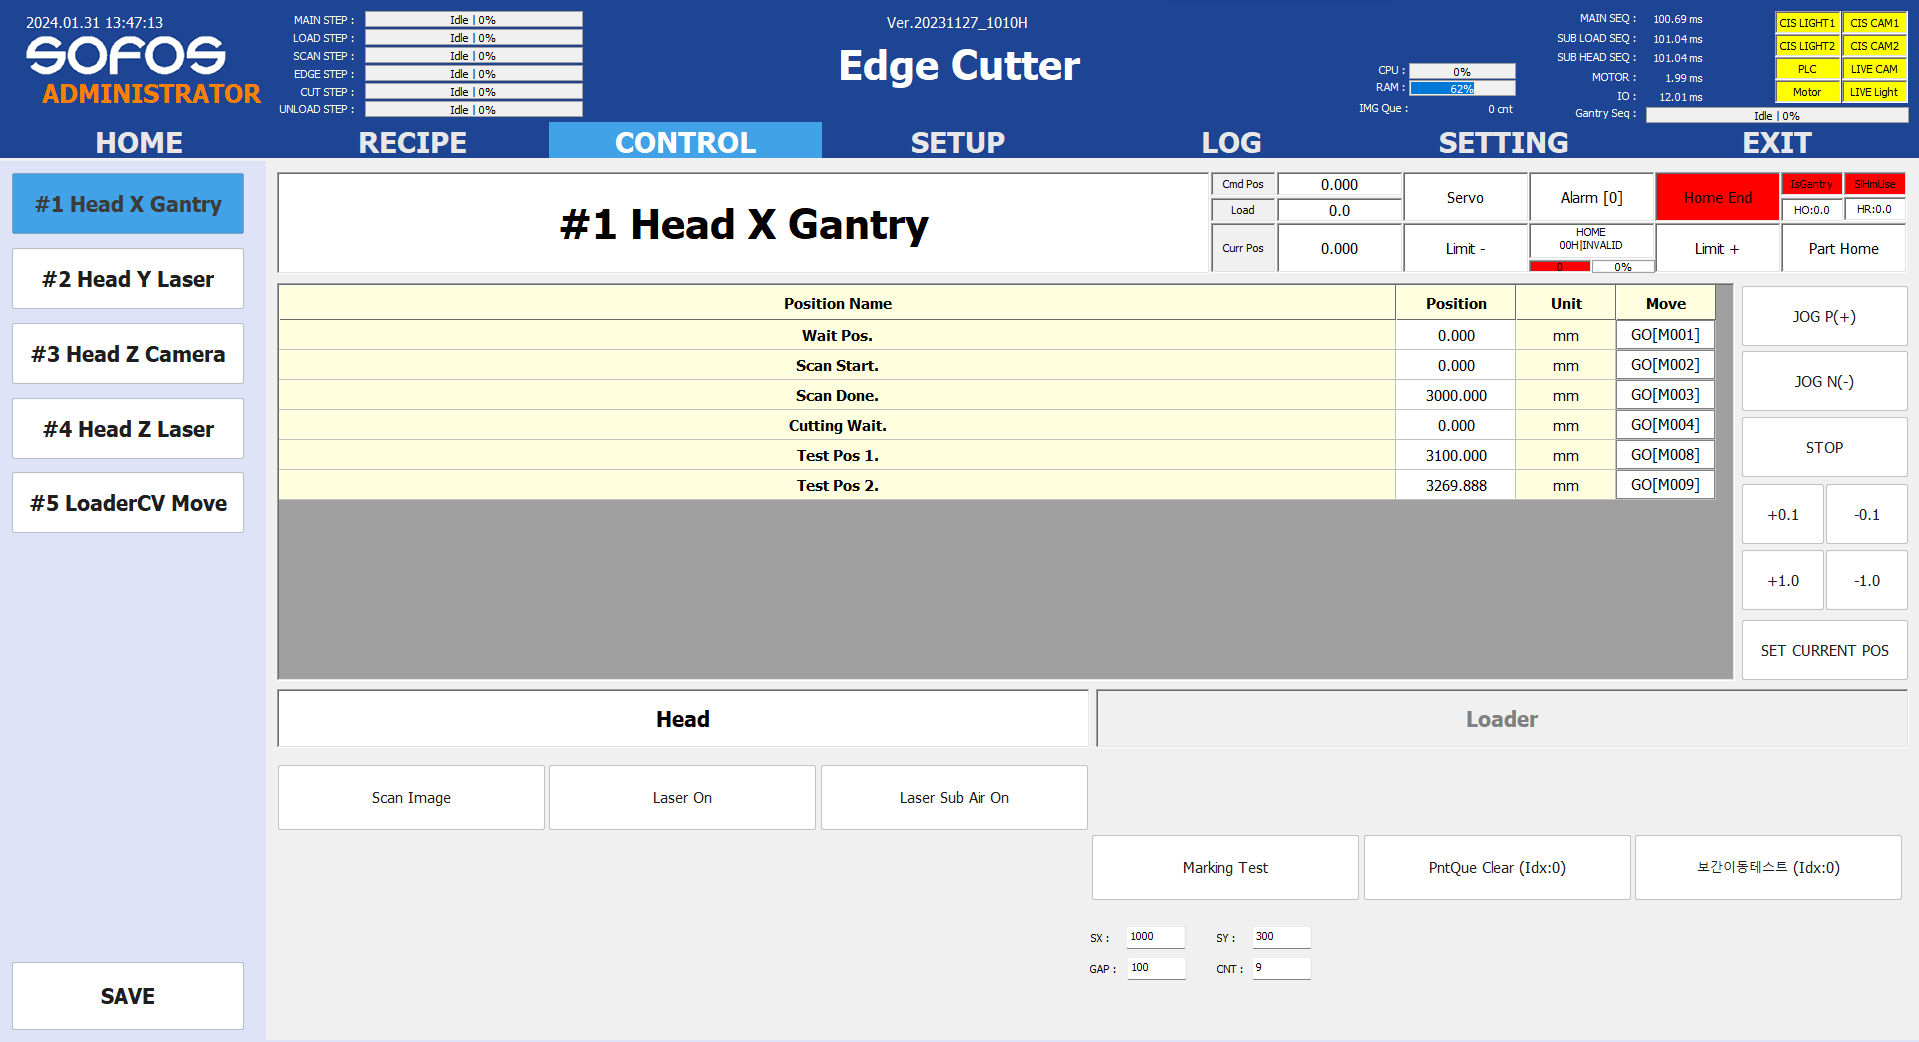 2024.01.31 13:47:13
SOFOS
ADMINISTRATOR
MAIN STEP : Idle | 0%
LOAD STEP : Idle | 0%
SCAN STEP : Idle | 0%
EDGE STEP : Idle | 0%
CUT STEP : Idle | 0%
UNLOAD STEP : Idle | 0%
Ver.20231127_1010H
Edge Cutter
CPU : 0%
RAM : 62%
IMG Que : 0 cnt
MAIN SEQ : 100.69 ms
SUB LOAD SEQ : 101.04 ms
SUB HEAD SEQ : 101.04 ms
MOTOR : 1.99 ms
IO : 12.01 ms
Gantry Seq : Idle | 0%
CIS LIGHT1 CIS CAM1
CIS LIGHT2 CIS CAM2
PLC LIVE CAM
Motor LIVE Light
HOME RECIPE CONTROL SETUP LOG SETTING EXIT
#1 Head X Gantry
#2 Head Y Laser
#3 Head Z Camera
#4 Head Z Laser
#5 LoaderCV Move
SAVE
#1 Head X Gantry
Cmd Pos 0.000
Load 0.0
Curr Pos 0.000
Servo Alarm [0] Home End
IsGantry SiHmUse
HO:0.0 HR:0.0
Limit -
HOME
00H|INVALID
0 0%
Limit + Part Home
Position Name Position Unit Move
Wait Pos. 0.000 mm GO[M001]
Scan Start. 0.000 mm GO[M002]
Scan Done. 3000.000 mm GO[M003]
Cutting Wait. 0.000 mm GO[M004]
Test Pos 1. 3100.000 mm GO[M008]
Test Pos 2. 3269.888 mm GO[M009]
JOG P(+)
JOG N(-)
STOP
+0.1 -0.1
+1.0 -1.0
SET CURRENT POS
Head Loader
Scan Image Laser On Laser Sub Air On
Marking Test PntQue Clear (Idx:0) 보간이동테스트 (Idx:0)
SX : 1000 SY : 300
GAP : 100 CNT : 9